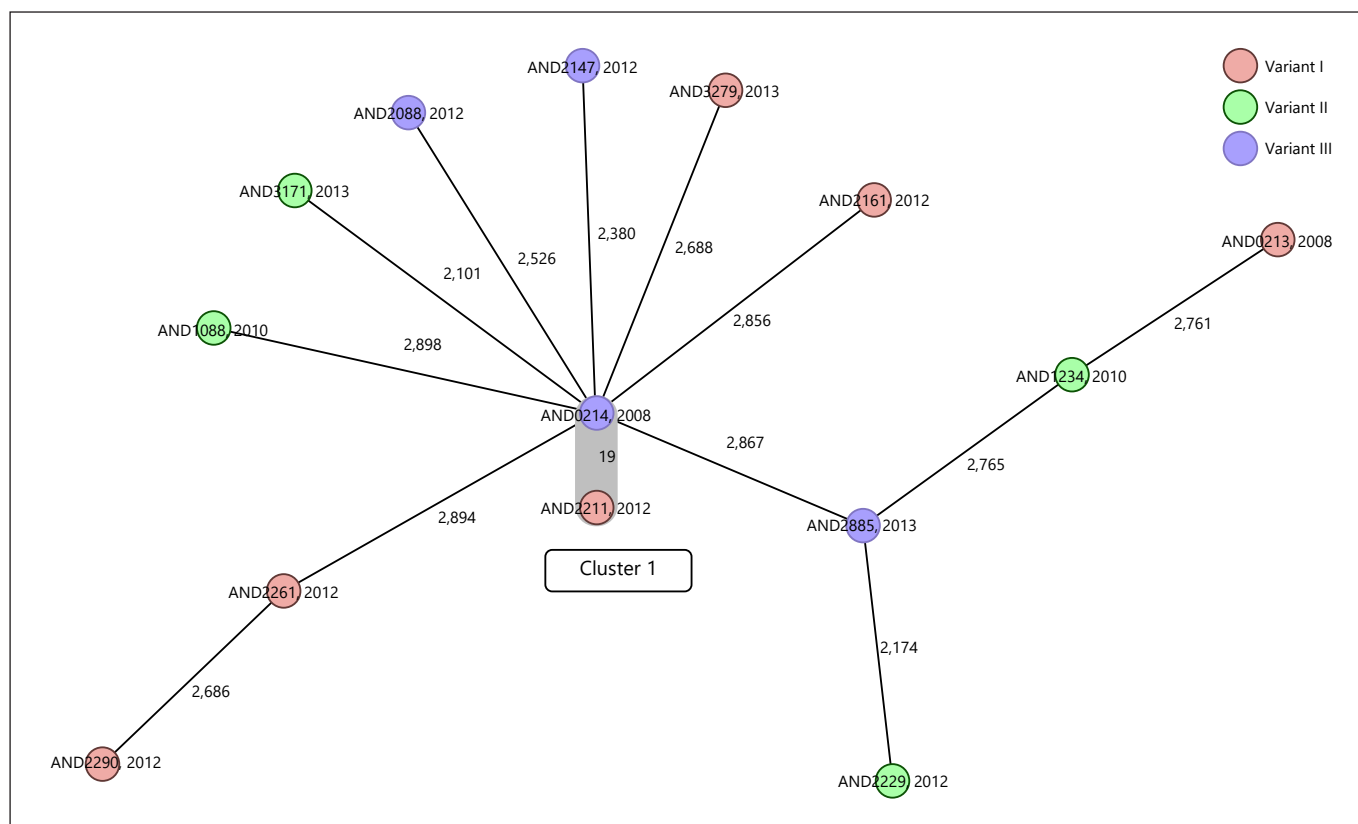 AND2147, 2012
Variant I
AND3279, 2013
Variant II
AND2088, 2012
Variant III
AND3171, 2013
AND2161, 2012
2,380
AND0213, 2008
2,688
2,526
2,101
2,856
2,761
AND1088, 2010
2,898
AND1234, 2010
AND0214, 2008
2,867
19
2,765
AND2211, 2012
2,894
AND2885, 2013
Cluster 1
AND2261, 2012
2,174
2,686
AND2290, 2012
AND2229, 2012